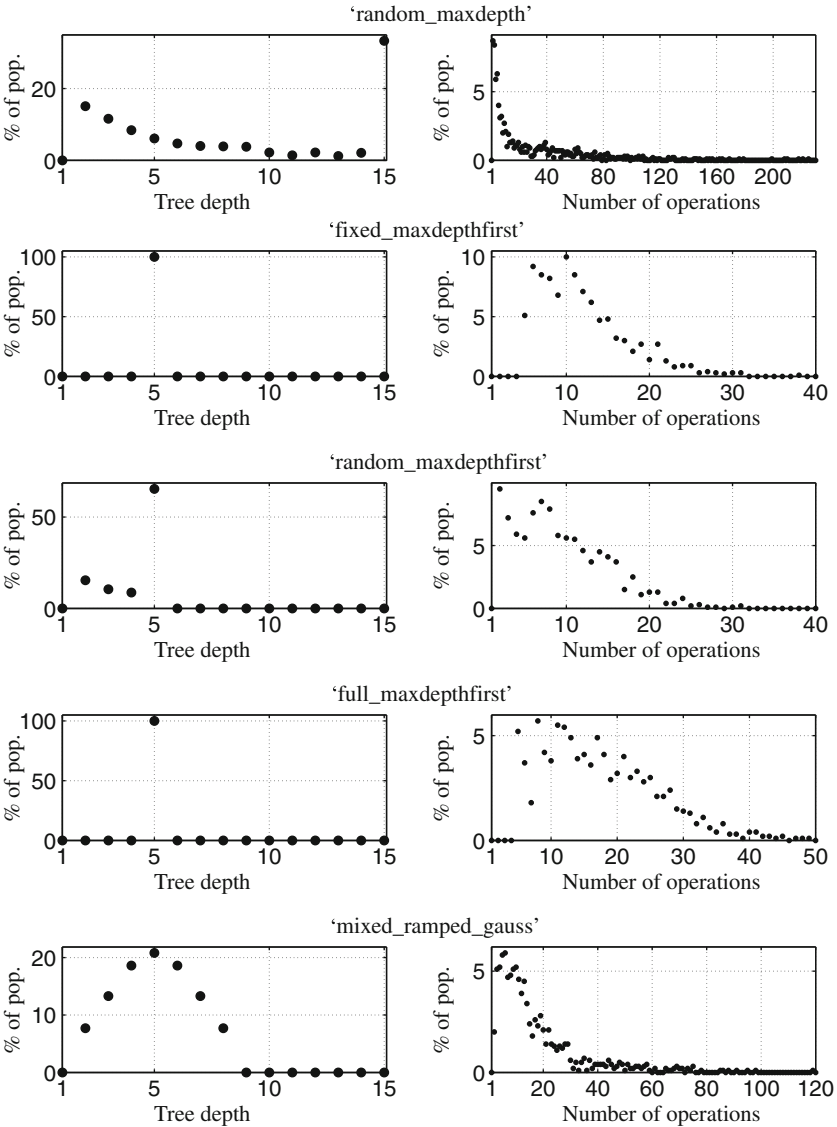 ‘random_maxdepth’
% of pop.
20
0
1 5 10 15
Tree depth
% of pop.
5
0
1 40 80 120 160 200
Number of operations
‘fixed_maxdepthfirst’
% of pop.
100
50
0
1 5 10 15
Tree depth
% of pop.
10
5
0
1 10 20 30 40
Number of operations
‘random_maxdepthfirst’
% of pop.
50
0
1 5 10 15
Tree depth
% of pop.
5
0
1 10 20 30 40
Number of operations
‘full_maxdepthfirst’
% of pop.
100
50
0
1 5 10 15
Tree depth
% of pop.
5
0
1 10 20 30 40 50
Number of operations
‘mixed_ramped_gauss’
% of pop.
20
10
0
1 5 10 15
Tree depth
% of pop.
5
0
1 20 40 60 80 100 120
Number of operations